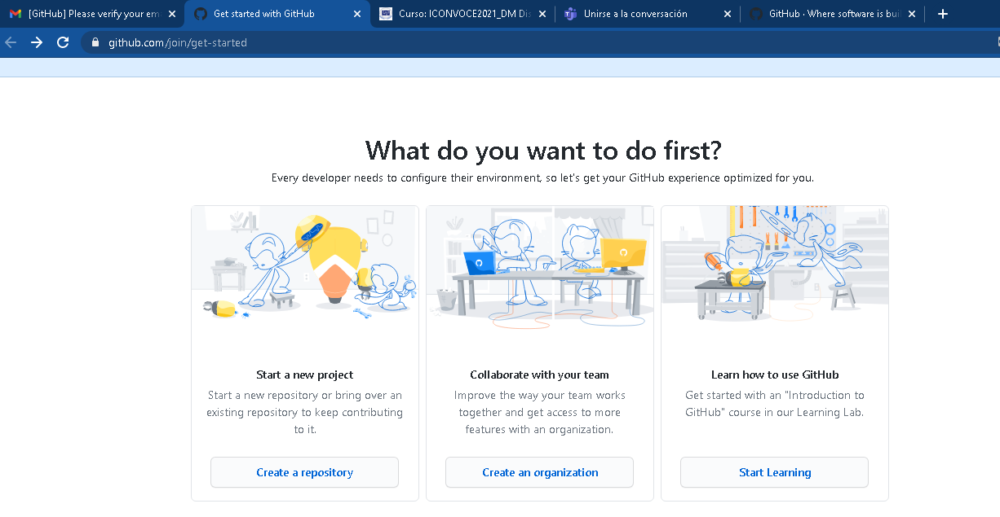 [GitHub] Please verify your em
Get started with GitHub
Curso: ICONVOCE2021_DM Dis
Unirse a la conversación
GitHub · Where software is buil
github.com/join/get-started
What do you want to do first?
Every developer needs to configure their environment, so let's get your GitHub experience optimized for you.
Start a new project
Start a new repository or bring over an
existing repository to keep contributing
to it.
Create a repository
Collaborate with your team
Improve the way your team works
together and get access to more
features with an organization.
Create an organization
Learn how to use GitHub
Get started with an "Introduction to
GitHub" course in our Learning Lab.
Start Learning